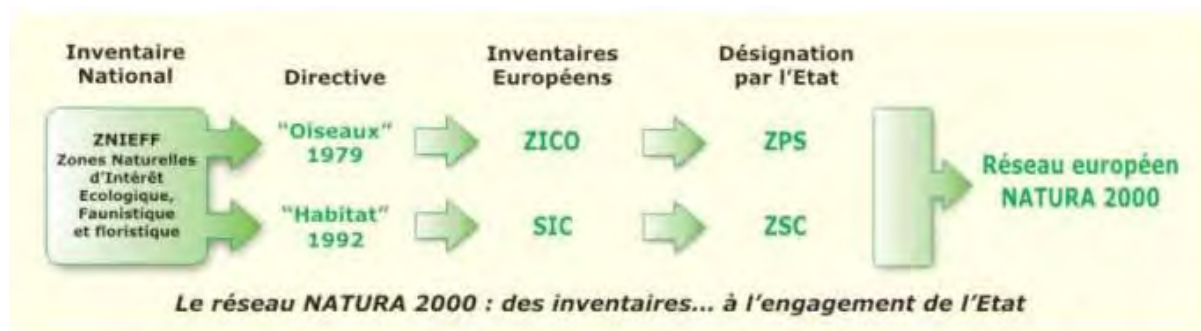 Inventaire
National
Directive
Inventaires
Européens
Désignation
par l'Etat
ZNIEFF
Zones Naturelles
d'Intérêt
Ecologique,
Faunistique
et floristique
"Oiseaux"
1979
ZICO
ZPS
"Habitat"
1992
SIC
ZSC
Réseau européen
NATURA 2000
Le réseau NATURA 2000 : des inventaires... à l'engagement de l'Etat